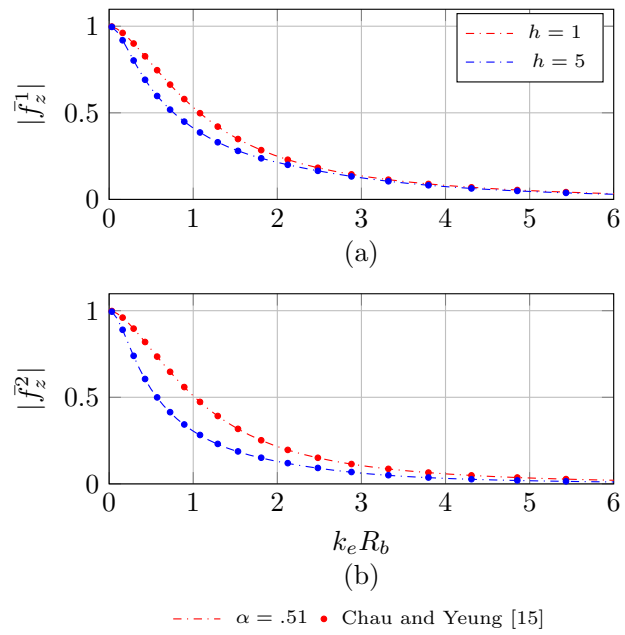 1
0.5
0
|f̄_z^1|
h = 1
h = 5
0 1 2 3 4 5 6
(a)
1
0.5
0
|f̄_z^2|
0 1 2 3 4 5 6
k_e R_b
(b)
α = .51 Chau and Yeung [15]